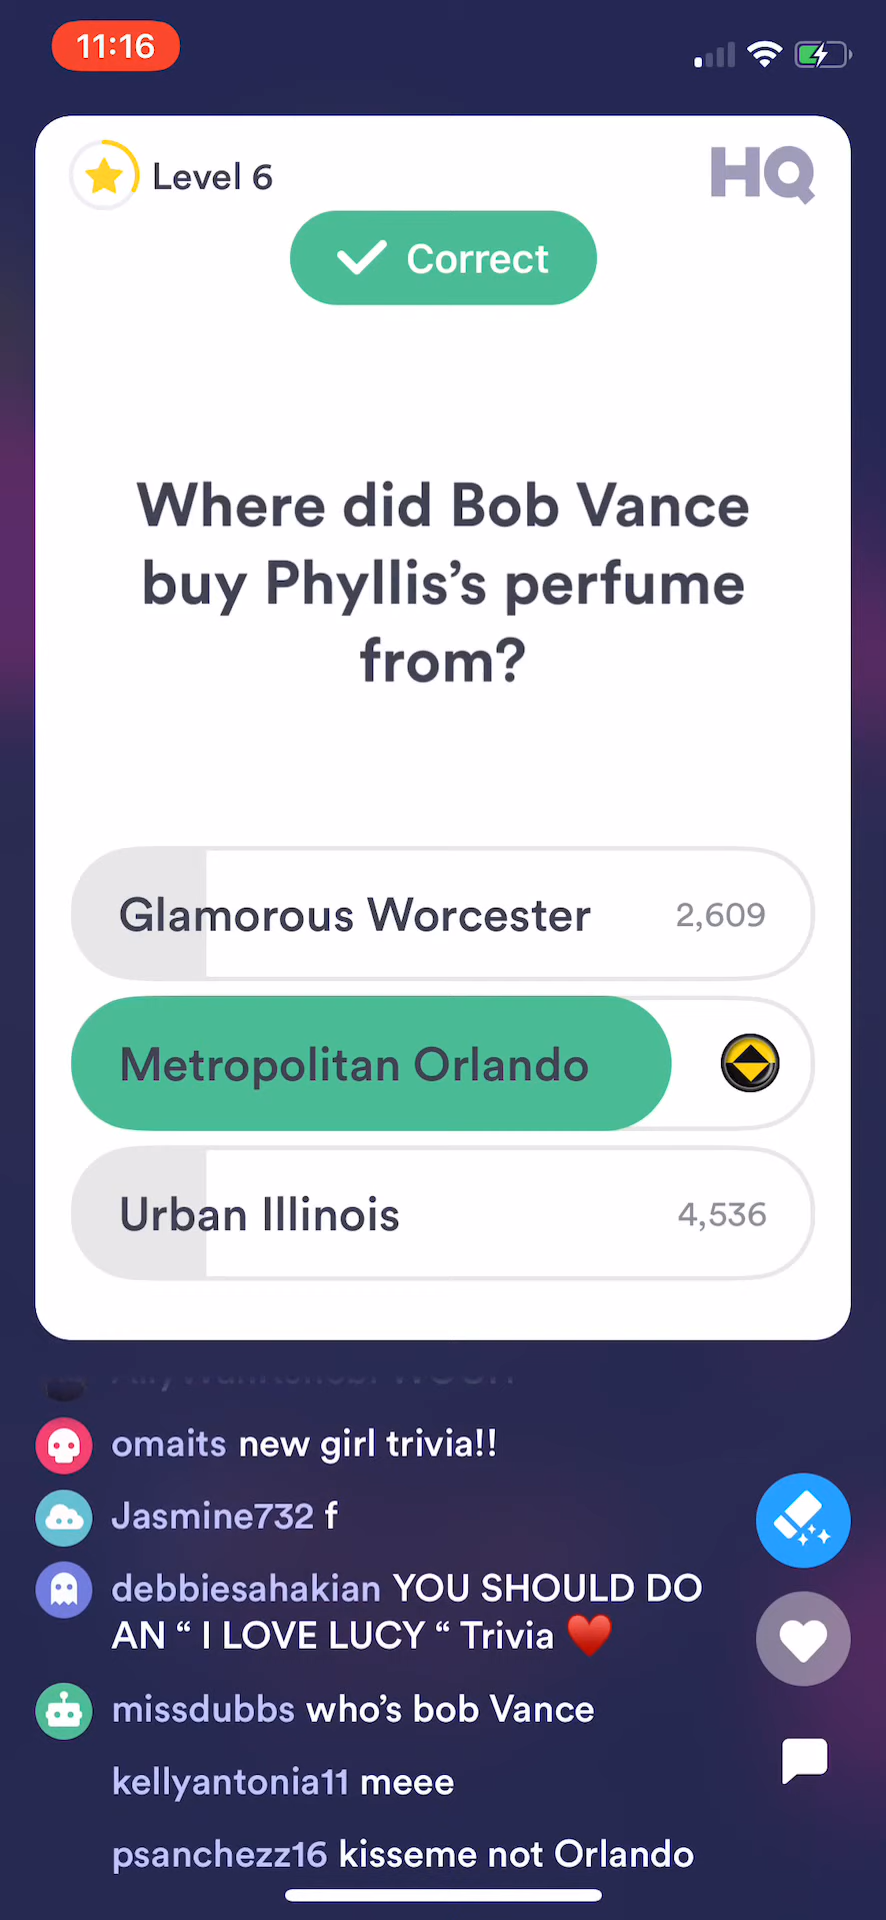 11:16
Level 6
HQ
Correct
Where did Bob Vance
buy Phyllis’s perfume
from?
Glamorous Worcester 2,609
Metropolitan Orlando
Urban Illinois 4,536
omaits new girl trivia!!
Jasmine732 f
debbiesahakian YOU SHOULD DO
AN “ I LOVE LUCY “ Trivia ♥️
missdubbs who’s bob Vance
kellyantonia11 meee
psanchezz16 kisseme not Orlando